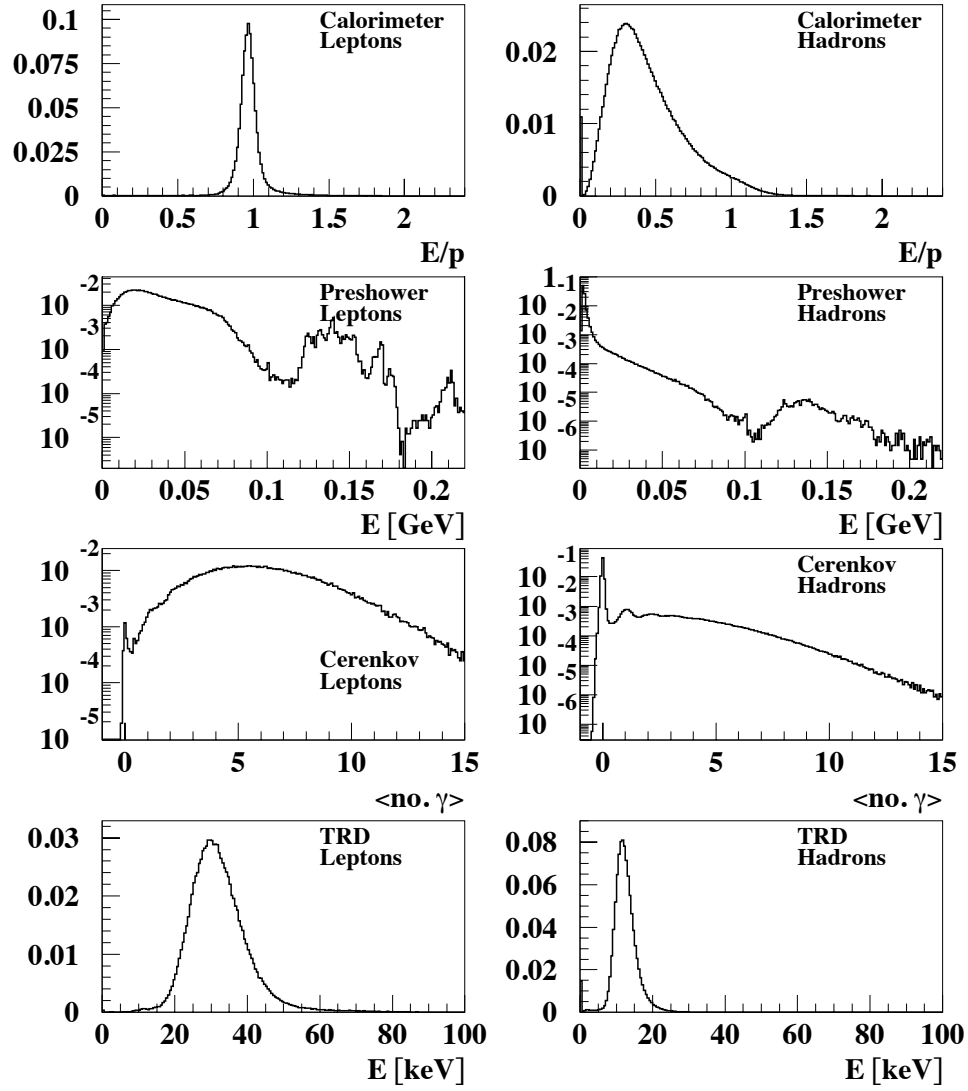 Calorimeter
Leptons
0.1
0.075
0.05
0.025
0
0 0.5 1 1.5 2
E/p
Calorimeter
Hadrons
0.02
0.01
0
0 0.5 1 1.5 2
E/p
Preshower
Leptons
10 -2
10 -3
10 -4
10 -5
0 0.05 0.1 0.15 0.2
E [GeV]
Preshower
Hadrons
1
10 -1
10 -2
10 -3
10 -4
10 -5
10 -6
0 0.05 0.1 0.15 0.2
E [GeV]
Cerenkov
Leptons
10 -2
10 -3
10 -4
10 -5
0 5 10 15
<no. γ>
Cerenkov
Hadrons
10 -1
10 -2
10 -3
10 -4
10 -5
10 -6
0 5 10 15
<no. γ>
TRD
Leptons
0.03
0.02
0.01
0
0 20 40 60 80 100
E [keV]
TRD
Hadrons
0.08
0.06
0.04
0.02
0
0 20 40 60 80 100
E [keV]